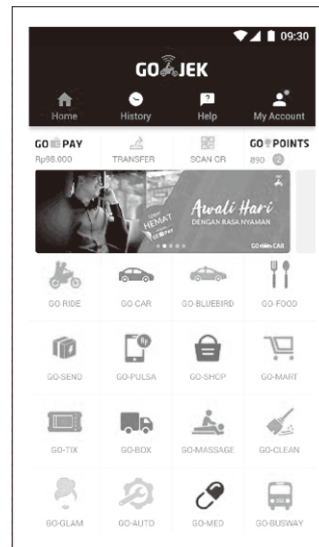 09:30
GO JEK
Home History Help My Account
GO PAY GO POINTS
Rp98.000 TRANSFER SCAN QR 890
HEMAT
Awali Hari
DENGAN RASA NYAMAN
GO CAR
GO-RIDE GO-CAR GO-BLUEBIRD GO-FOOD
GO-SEND GO-PULSA GO-SHOP GO-MART
GO-TIX GO-BOX GO-MASSAGE GO-CLEAN
GO-GLAM GO-AUTO GO-MED GO-BUSWAY